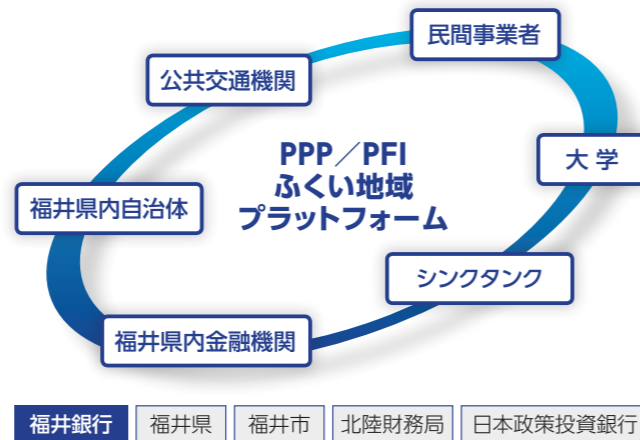 民間事業者
公共交通機関
PPP／PFI
ふくい地域
プラットフォーム
大学
福井県内自治体
シンクタンク
福井県内金融機関
福井銀行 福井県 福井市 北陸財務局 日本政策投資銀行